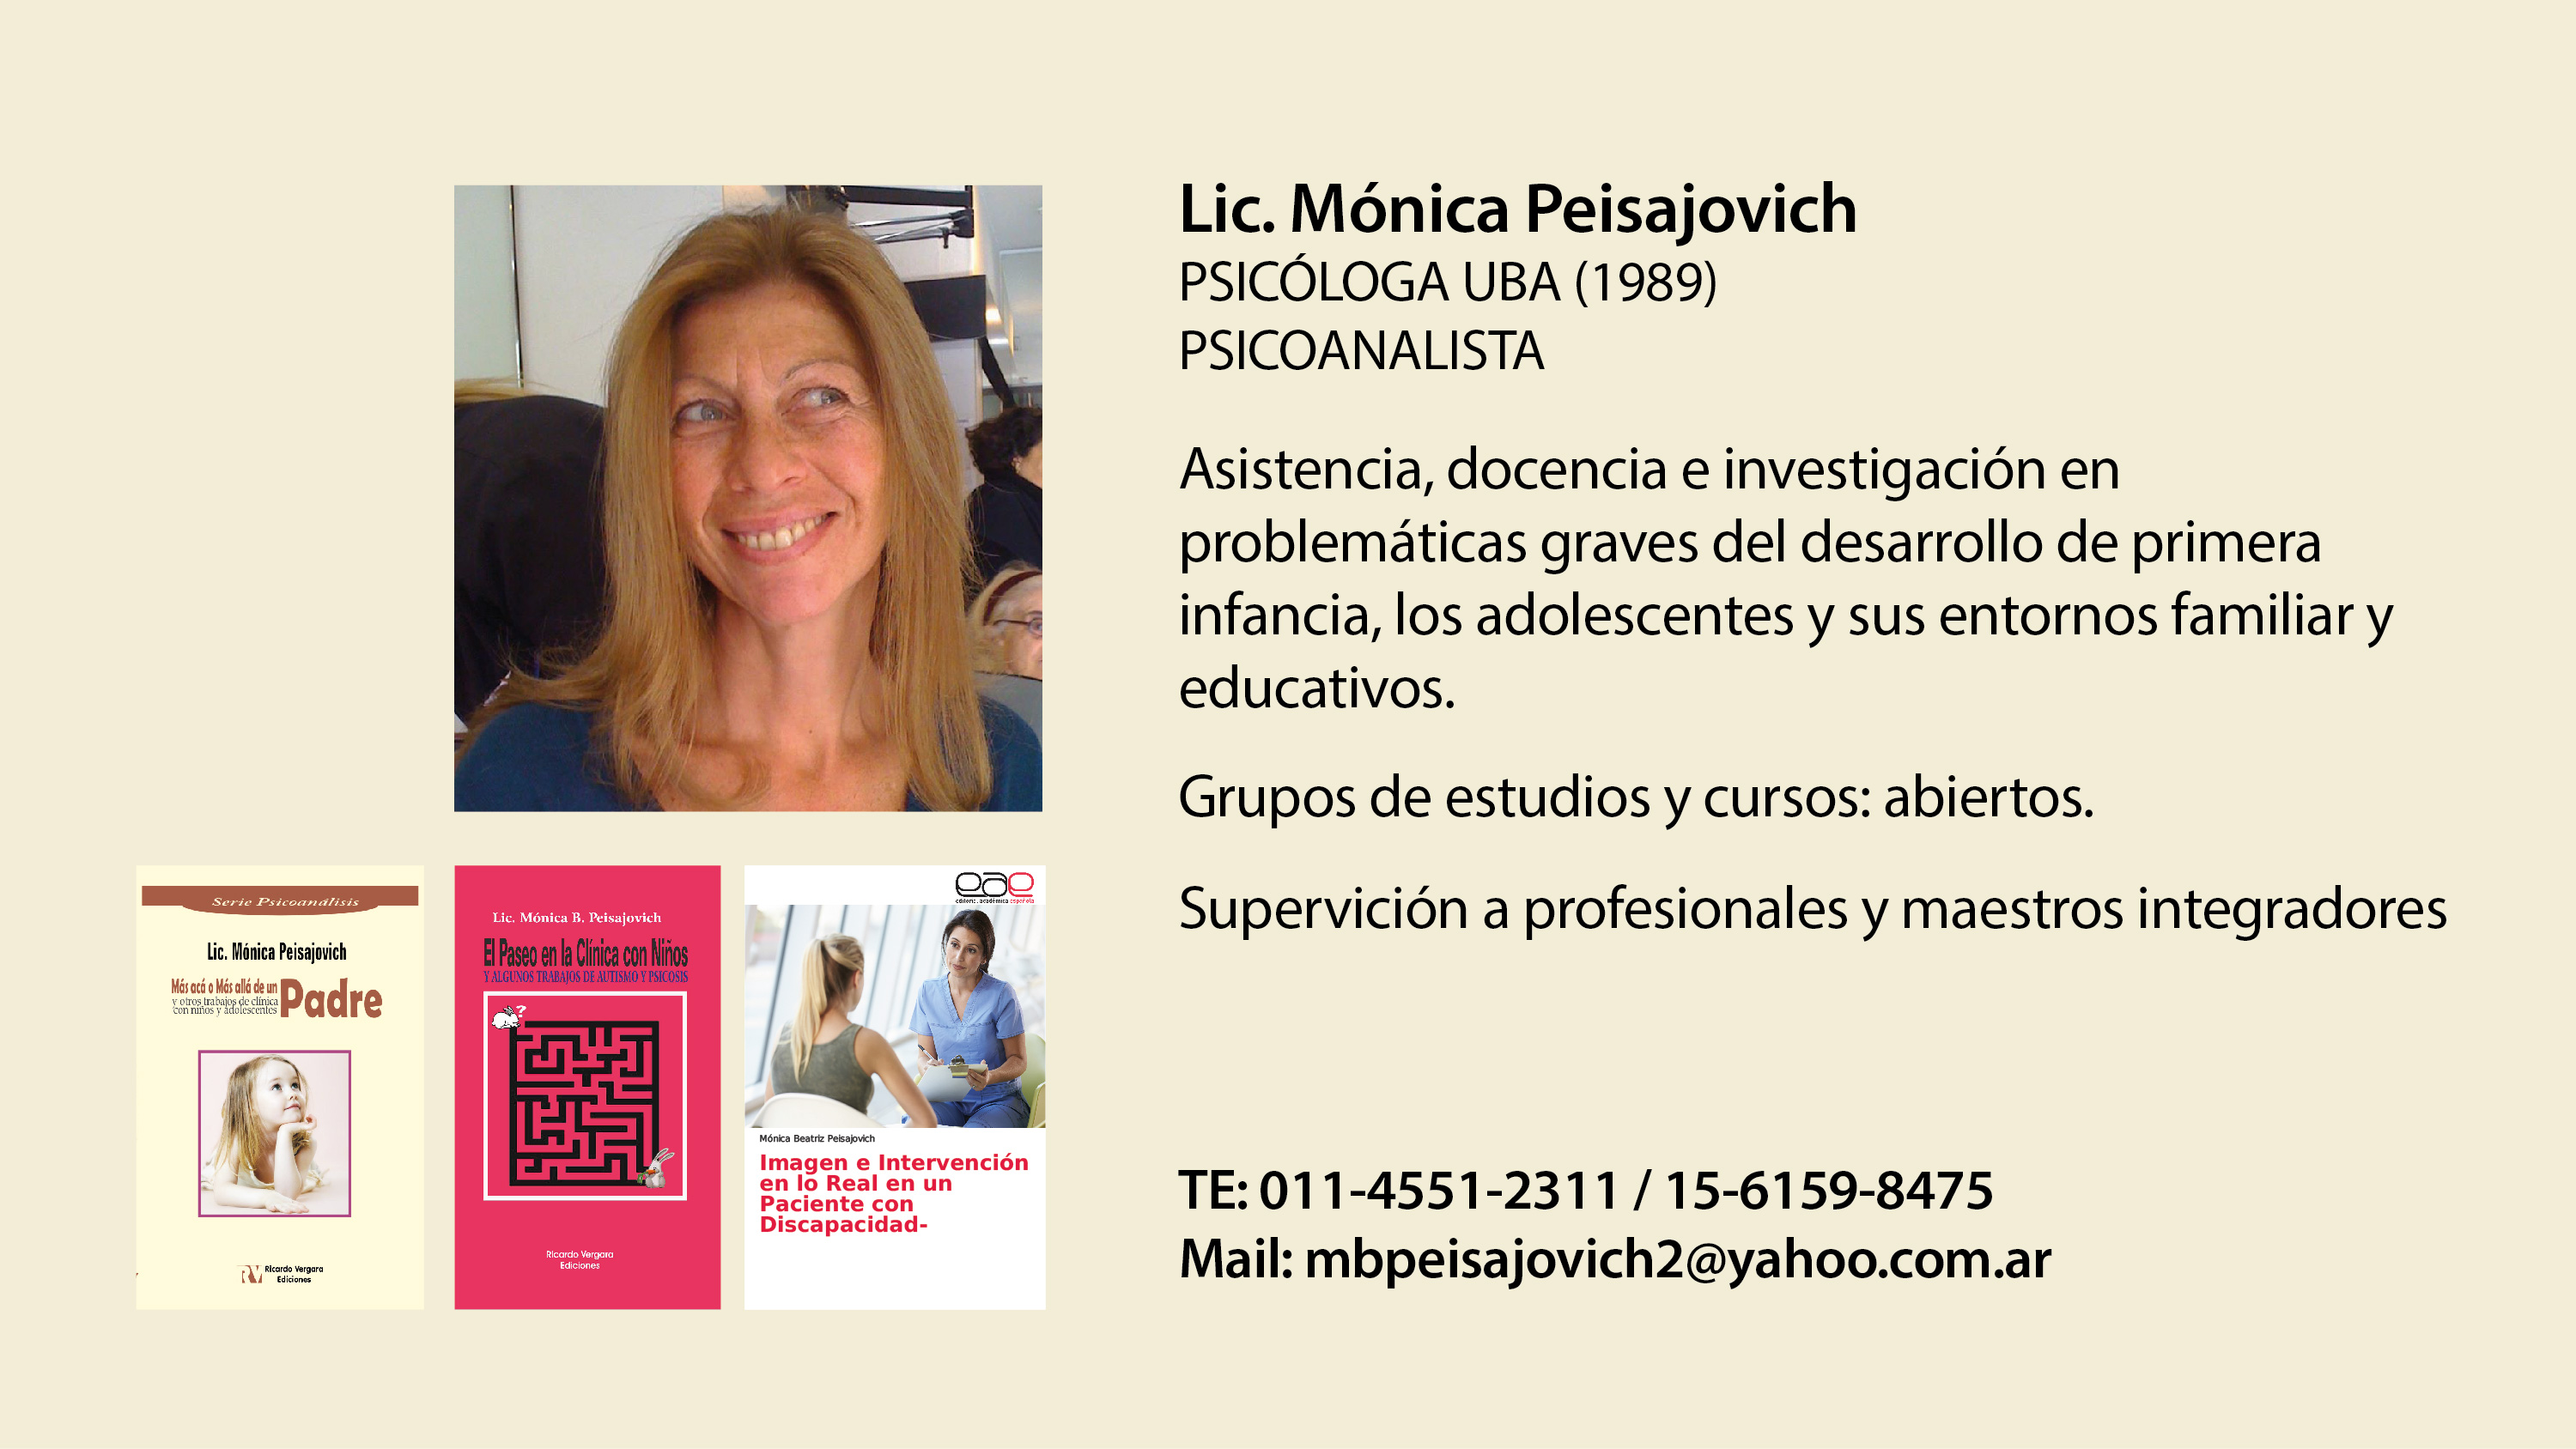 Lic. Mónica Peisajovich
PSICÓLOGA UBA (1989)
PSICOANALISTA
Asistencia, docencia e investigación en
problemáticas graves del desarrollo de primera
infancia, los adolescentes y sus entornos familiar y
educativos.
Grupos de estudios y cursos: abiertos.
Supervición a profesionales y maestros integradores
TE: 011-4551-2311 / 15-6159-8475
Mail: mbpeisajovich2@yahoo.com.ar
Serie Psicoanálisis
Lic. Mónica Peisajovich
Más acá o Más allá de un
Padre
y otros trabajos de clínica
con niños y adolescentes
RV
Ricardo Vergara
Ediciones
Lic. Mónica B. Peisajovich
El Paseo en la Clínica con Niños
Y ALGUNOS TRABAJOS DE AUTISMO Y PSICOSIS
?
Ricardo Vergara
Ediciones
eae
editorial académica española
Mónica Beatriz Peisajovich
Imagen e Intervención
en lo Real en un
Paciente con
Discapacidad-